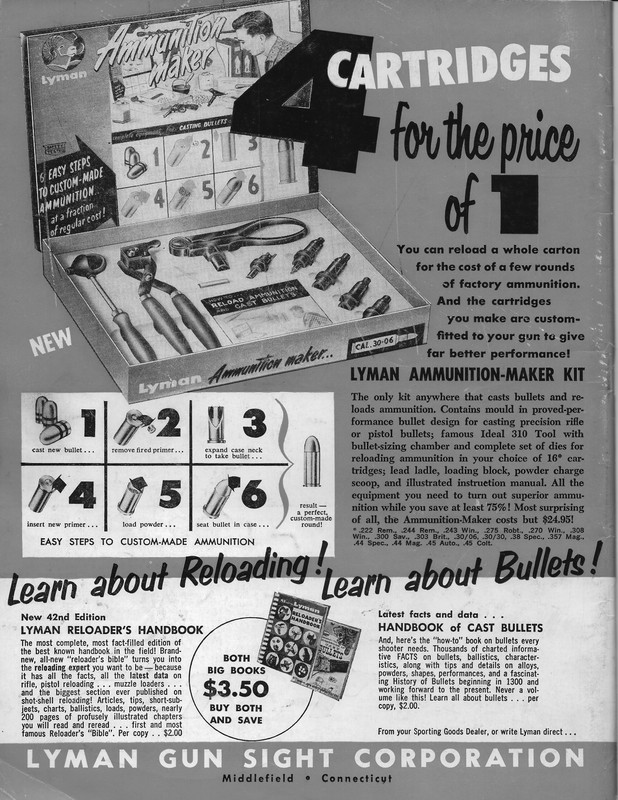 Lyman
Ammunition
maker
complete equipment for CASTING BULLETS
1 2 3
4 5 6
6 EASY STEPS
TO CUSTOM-MADE
AMMUNITION
at a fraction
of regular cost!
HOW TO
RELOAD AMMUNITION
AND CAST BULLETS
CAL. 30-06
Lyman Ammunition maker...
NEW
4 CARTRIDGES
for the price
of 1
You can reload a whole carton
for the cost of a few rounds
of factory ammunition.
And the cartridges
you make are custom-
fitted to your gun to give
far better performance!
LYMAN AMMUNITION-MAKER KIT
The only kit anywhere that casts bullets and re-
loads ammunition. Contains mould in proved-per-
formance bullet design for casting precision rifle
or pistol bullets; famous Ideal 310 Tool with
bullet-sizing chamber and complete set of dies for
reloading ammunition in your choice of 16* car-
tridges; lead ladle, loading block, powder charge
scoop, and illustrated instruction manual. All the
equipment you need to turn out superior ammu-
nition while you save at least 75%! Most surprising
of all, the Ammunition-Maker costs but $24.95!
*.222 Rem., .244 Rem., .243 Win., .275 Robt., .270 Win., .308
Win., .300 Sav., .303 Brit., .30/06, .30/30, .38 Spec., .357 Mag.,
.44 Spec., .44 Mag. .45 Auto., .45 Colt.
1
cast new bullet...
2
remove fired primer...
3
expand case neck
to take bullet...
4
insert new primer...
5
load powder...
6
seat bullet in case...
result —
a perfect,
custom-made
round!
EASY STEPS TO CUSTOM-MADE AMMUNITION
Learn about Reloading!
New 42nd Edition
LYMAN RELOADER'S HANDBOOK
The most complete, most fact-filled edition of
the best known handbook in the field! Brand-
new, all-new "reloader's bible" turns you into
the reloading expert you want to be — because
it has all the facts, all the latest data on
rifle, pistol reloading . . . muzzle loaders . . .
and the biggest section ever published on
shot-shell reloading! Articles, tips, short-sub-
jects, charts, ballistics, loads, powders, nearly
200 pages of profusely illustrated chapters
you will read and reread . . . first and most
famous Reloader's "Bible". Per copy . . $2.00
Lyman
RELOADER'S
HANDBOOK
BULLETS
BOTH
BIG BOOKS
$3.50
BUY BOTH
AND SAVE
Learn about Bullets!
Latest facts and data . . .
HANDBOOK of CAST BULLETS
And, here's the "how-to" book on bullets every
shooter needs. Thousands of charted informa-
tive FACTS on bullets, ballistics, character-
istics, along with tips and details on alloys,
powders, shapes, performances, and a fascinat-
ing History of Bullets beginning in 1300 and
working forward to the present. Never a vol-
ume like this! Learn all about bullets . . . per
copy, $2.00.
From your Sporting Goods Dealer, or write Lyman direct . . .
LYMAN GUN SIGHT CORPORATION
Middlefield • Connecticut